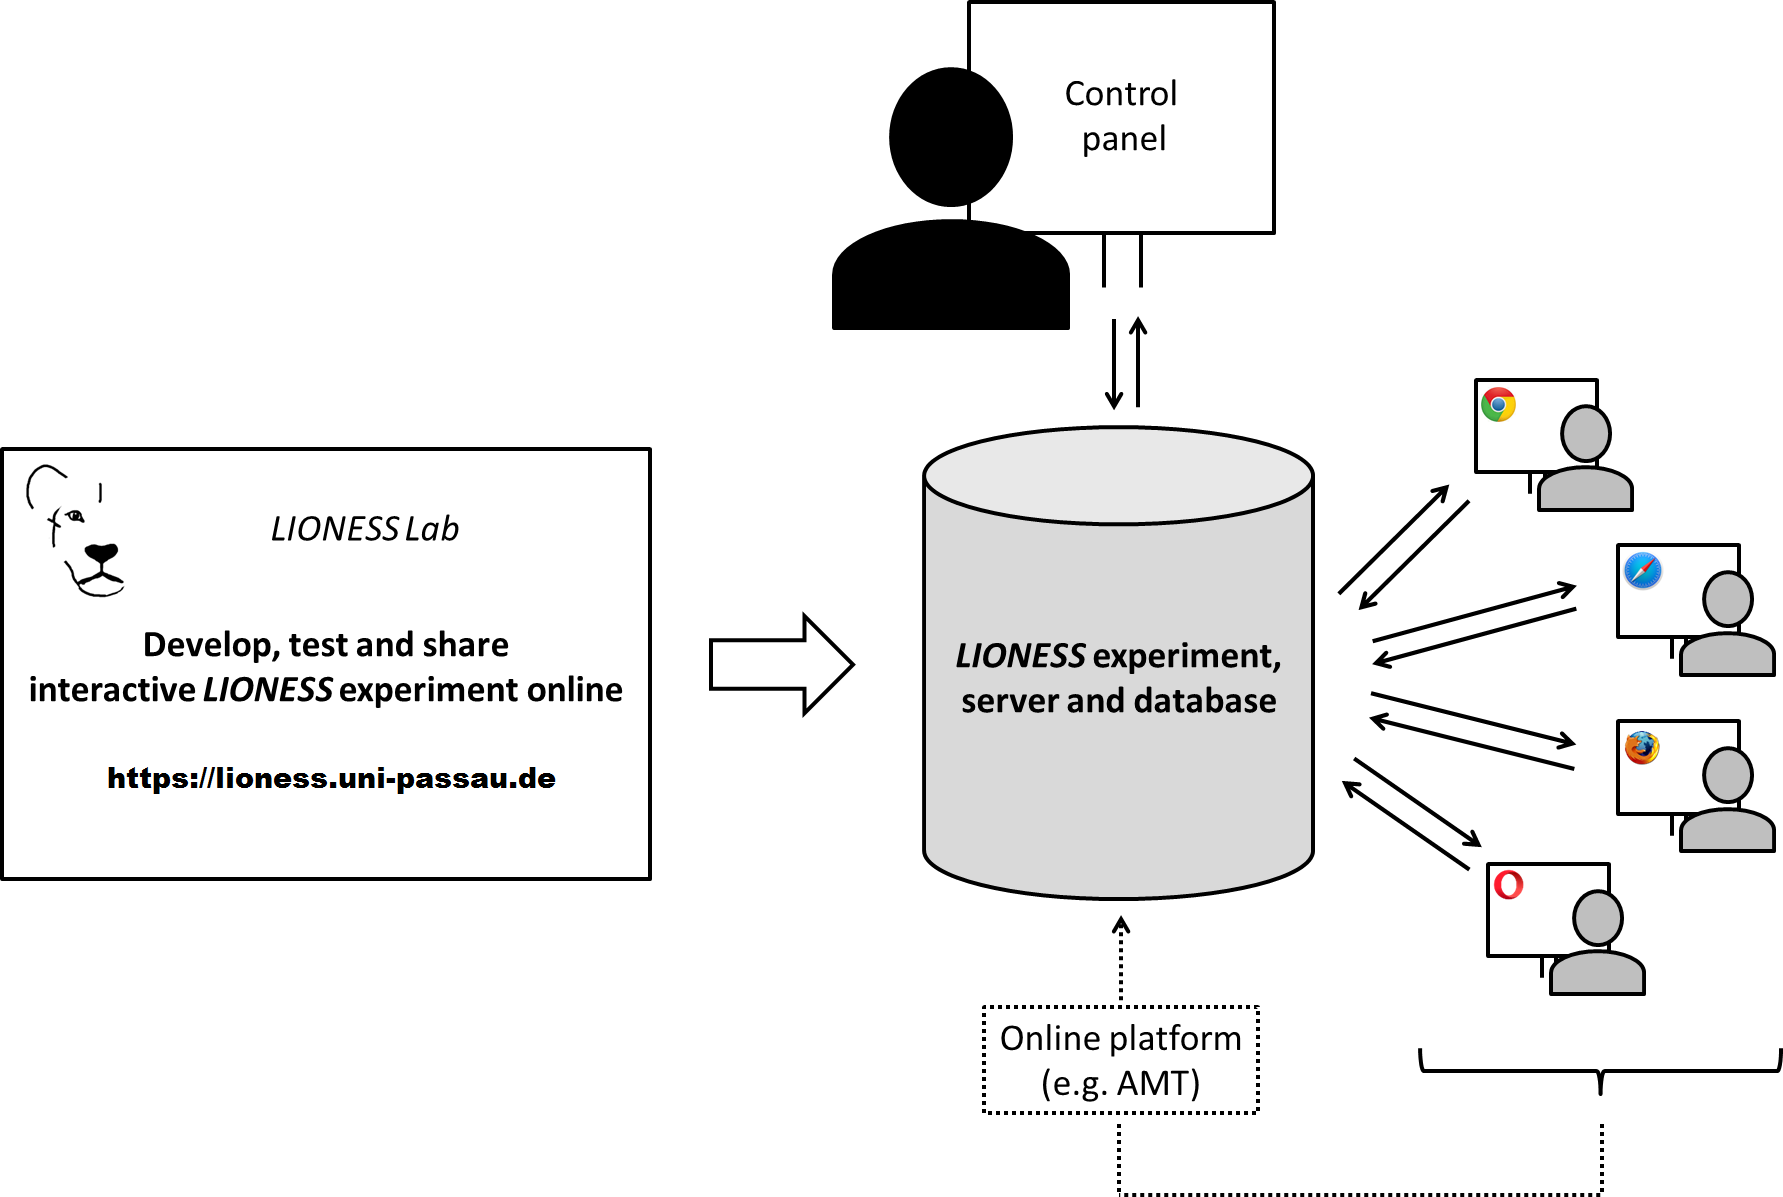 Control
panel
LIONESS Lab
Develop, test and share
interactive LIONESS experiment online
https://lioness.uni-passau.de
LIONESS experiment,
server and database
Online platform
(e.g. AMT)